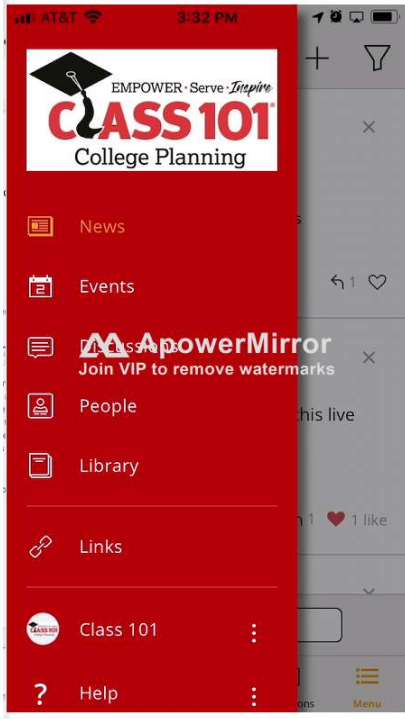 AT&T
3:32 PM
EMPOWER · Serve · Inspire
CLASS 101
College Planning
News
Events
1
Discussions
ApowerMirror
Join VIP to remove watermarks
People
this live
Library
1
1 like
Links
Class 101
Help
Menu